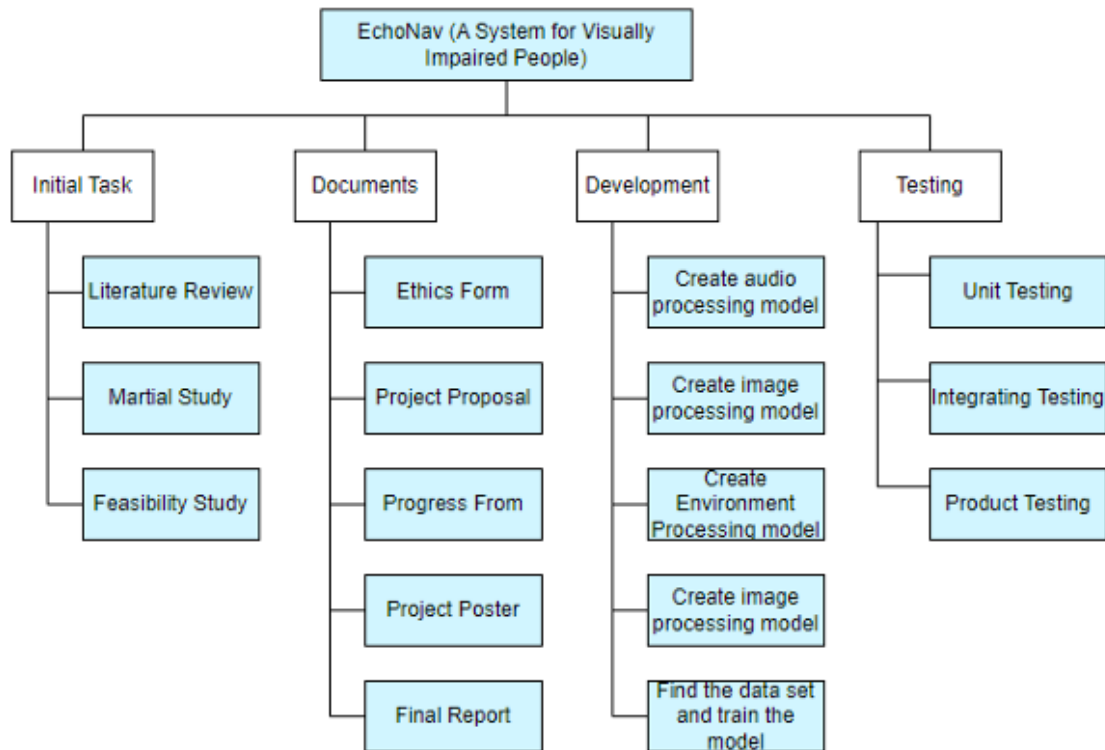 EchoNav (A System for Visually
Impaired People)
Initial Task
Documents
Development
Testing
Literature Review
Martial Study
Feasibility Study
Ethics Form
Project Proposal
Progress From
Project Poster
Final Report
Create audio
processing model
Create image
processing model
Create
Environment
Processing model
Create image
processing model
Find the data set
and train the
model
Unit Testing
Integrating Testing
Product Testing